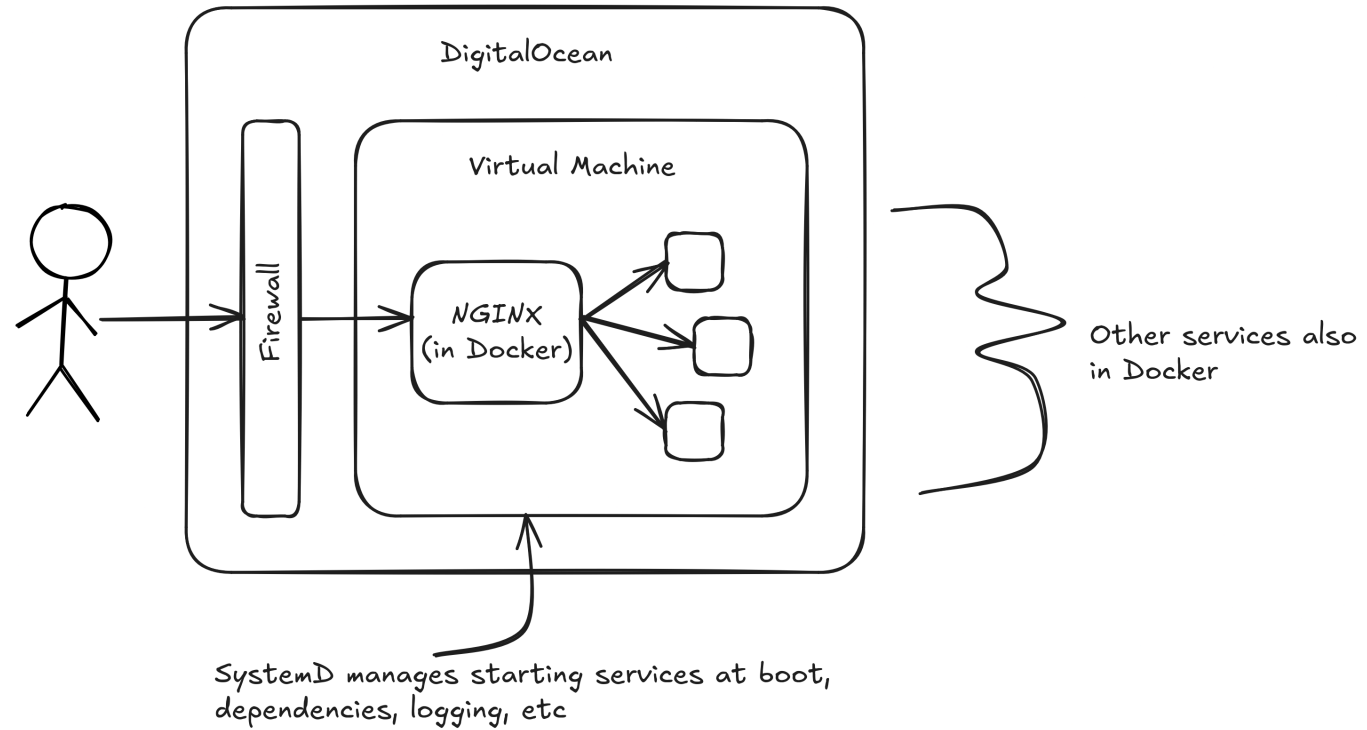 DigitalOcean
Virtual Machine
Firewall
NGINX
(in Docker)
Other services also
in Docker
SystemD manages starting services at boot,
dependencies, logging, etc